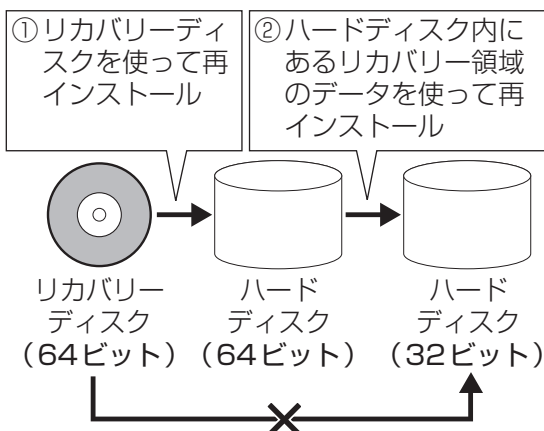 ① リカバリーディ
スクを使って再
インストール
② ハードディスク内に
あるリカバリー領域
のデータを使って再
インストール
リカバリー
ディスク
(64ビット)
ハード
ディスク
(64ビット)
ハード
ディスク
(32ビット)